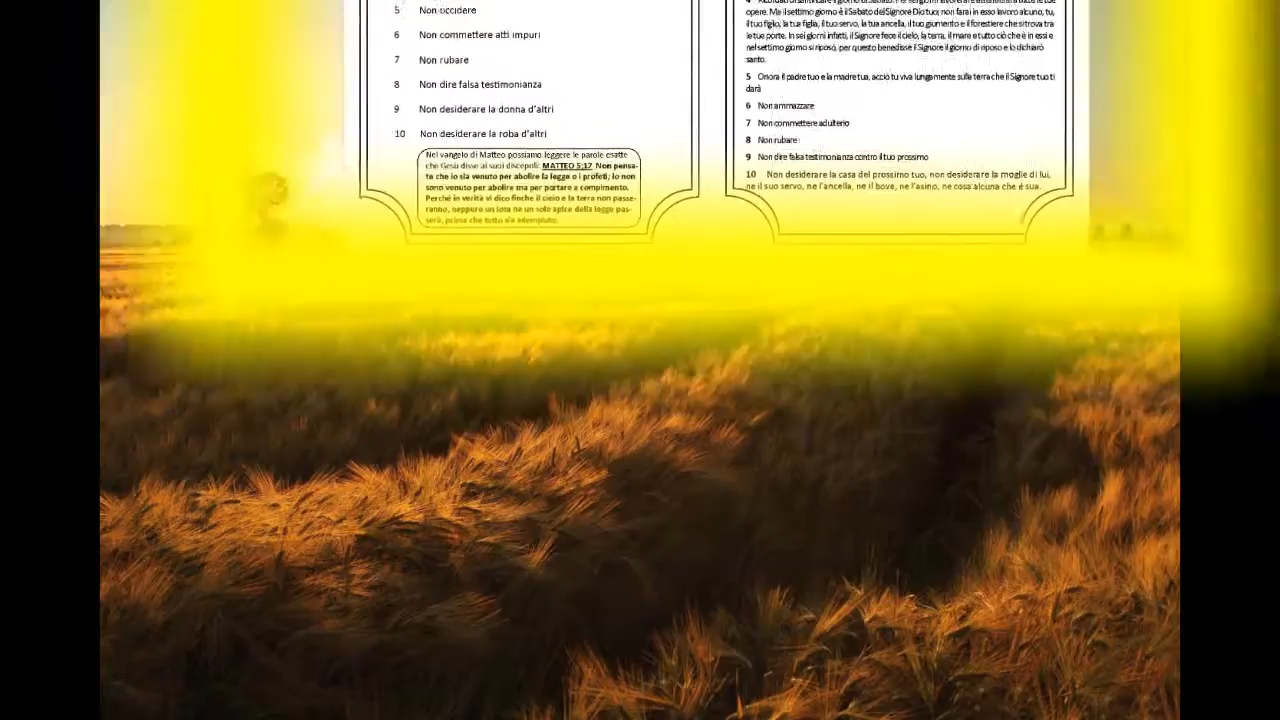 5 Non uccidere
6 Non commettere atti impuri
7 Non rubare
8 Non dire falsa testimonianza
9 Non desiderare la donna d'altri
10 Non desiderare la roba d'altri
Nel vangelo di Matteo possiamo leggere le parole esatte
che Gesù disse ai suoi discepoli: MATTEO 5:17 Non pensa-
te che io sia venuto per abolire la legge o i profeti; io non
sono venuto per abolire ma per portare a compimento.
Perché in verità vi dico finche il cielo e la terra non passe-
ranno, neppure un iota ne un solo apice della legge pas-
serà, prima che tutto sia adempiuto.
opere. Ma il settimo giorno è il Sabato del Signore Dio tuo; non farai in esso lavoro alcuno, tu,
il tuo figlio, la tua figlia, il tuo servo, la tua ancella, il tuo giumento e il forestiere che si trova tra
le tue porte. In sei giorni infatti, il Signore fece il cielo, la terra, il mare e tutto ciò che è in essi e
nel settimo giorno si riposò, per questo benedisse il Signore il giorno di riposo e lo dichiarò
santo.
5 Onora il padre tuo e la madre tua, acciò tu viva lungamente sulla terra che il Signore tuo ti
darà
6 Non ammazzare
7 Non commettere adulterio
8 Non rubare
9 Non dire falsa testimonianza contro il tuo prossimo
10 Non desiderare la casa del prossimo tuo, non desiderare la moglie di lui,
ne il suo servo, ne l'ancella, ne il bove, ne l'asino, ne cosa alcuna che é sua.